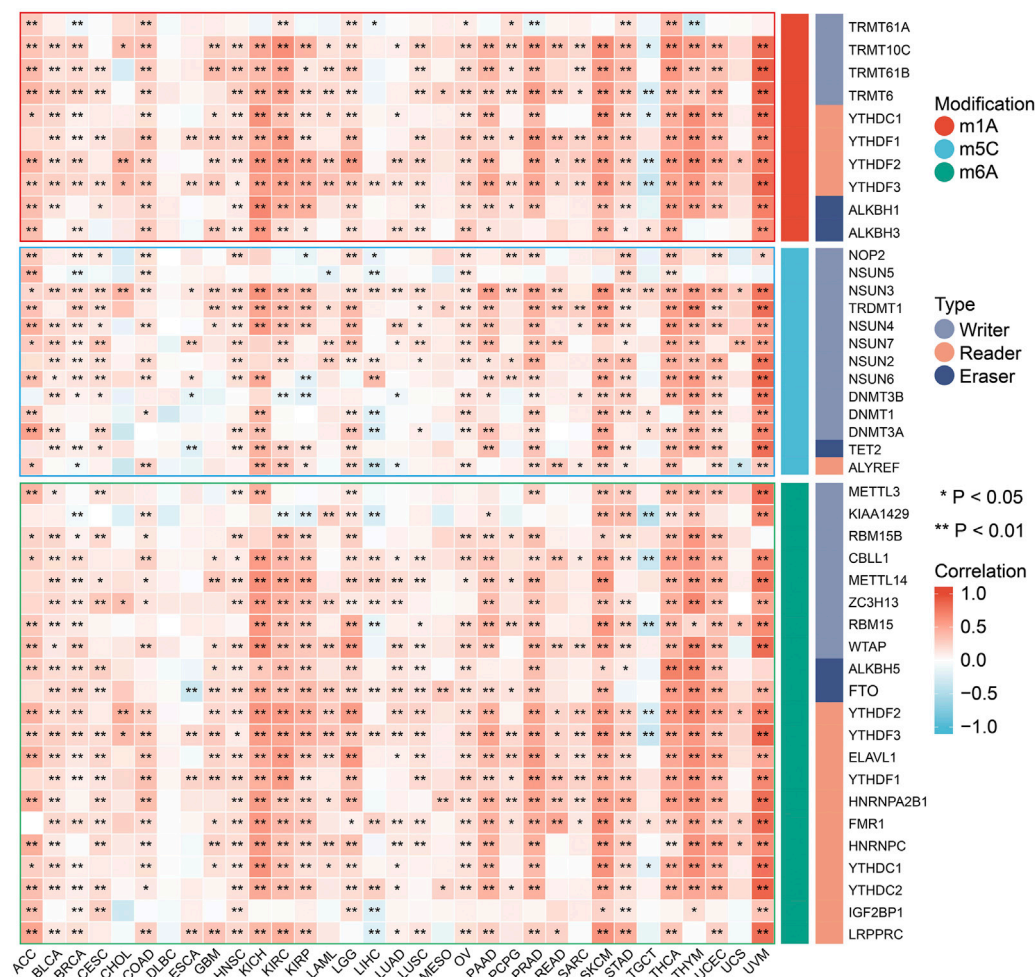 TRMT61A
TRMT10C
TRMT61B
TRMT6
YTHDC1
YTHDF1
YTHDF2
YTHDF3
ALKBH1
ALKBH3
NOP2
NSUN5
NSUN3
TRDMT1
NSUN4
NSUN7
NSUN2
NSUN6
DNMT3B
DNMT1
DNMT3A
TET2
ALYREF
METTL3
KIAA1429
RBM15B
CBLL1
METTL14
ZC3H13
RBM15
WTAP
ALKBH5
FTO
YTHDF2
YTHDF3
ELAVL1
YTHDF1
HNRNPA2B1
FMR1
HNRNPC
YTHDC1
YTHDC2
IGF2BP1
LRPPRC
ACC
BLCA
BRCA
CESC
CHOL
COAD
DLBC
ESCA
GBM
HNSC
KICH
KIRC
KIRP
LAML
LGG
LIHC
LUAD
LUSC
MESO
OV
PAAD
PCPG
PRAD
READ
SARC
SKCM
STAD
TGCT
THCA
THYM
UCEC
UCS
UVM
Modification
m1A
m5C
m6A
Type
Writer
Reader
Eraser
* P < 0.05
** P < 0.01
Correlation
1.0
0.5
0.0
−0.5
−1.0